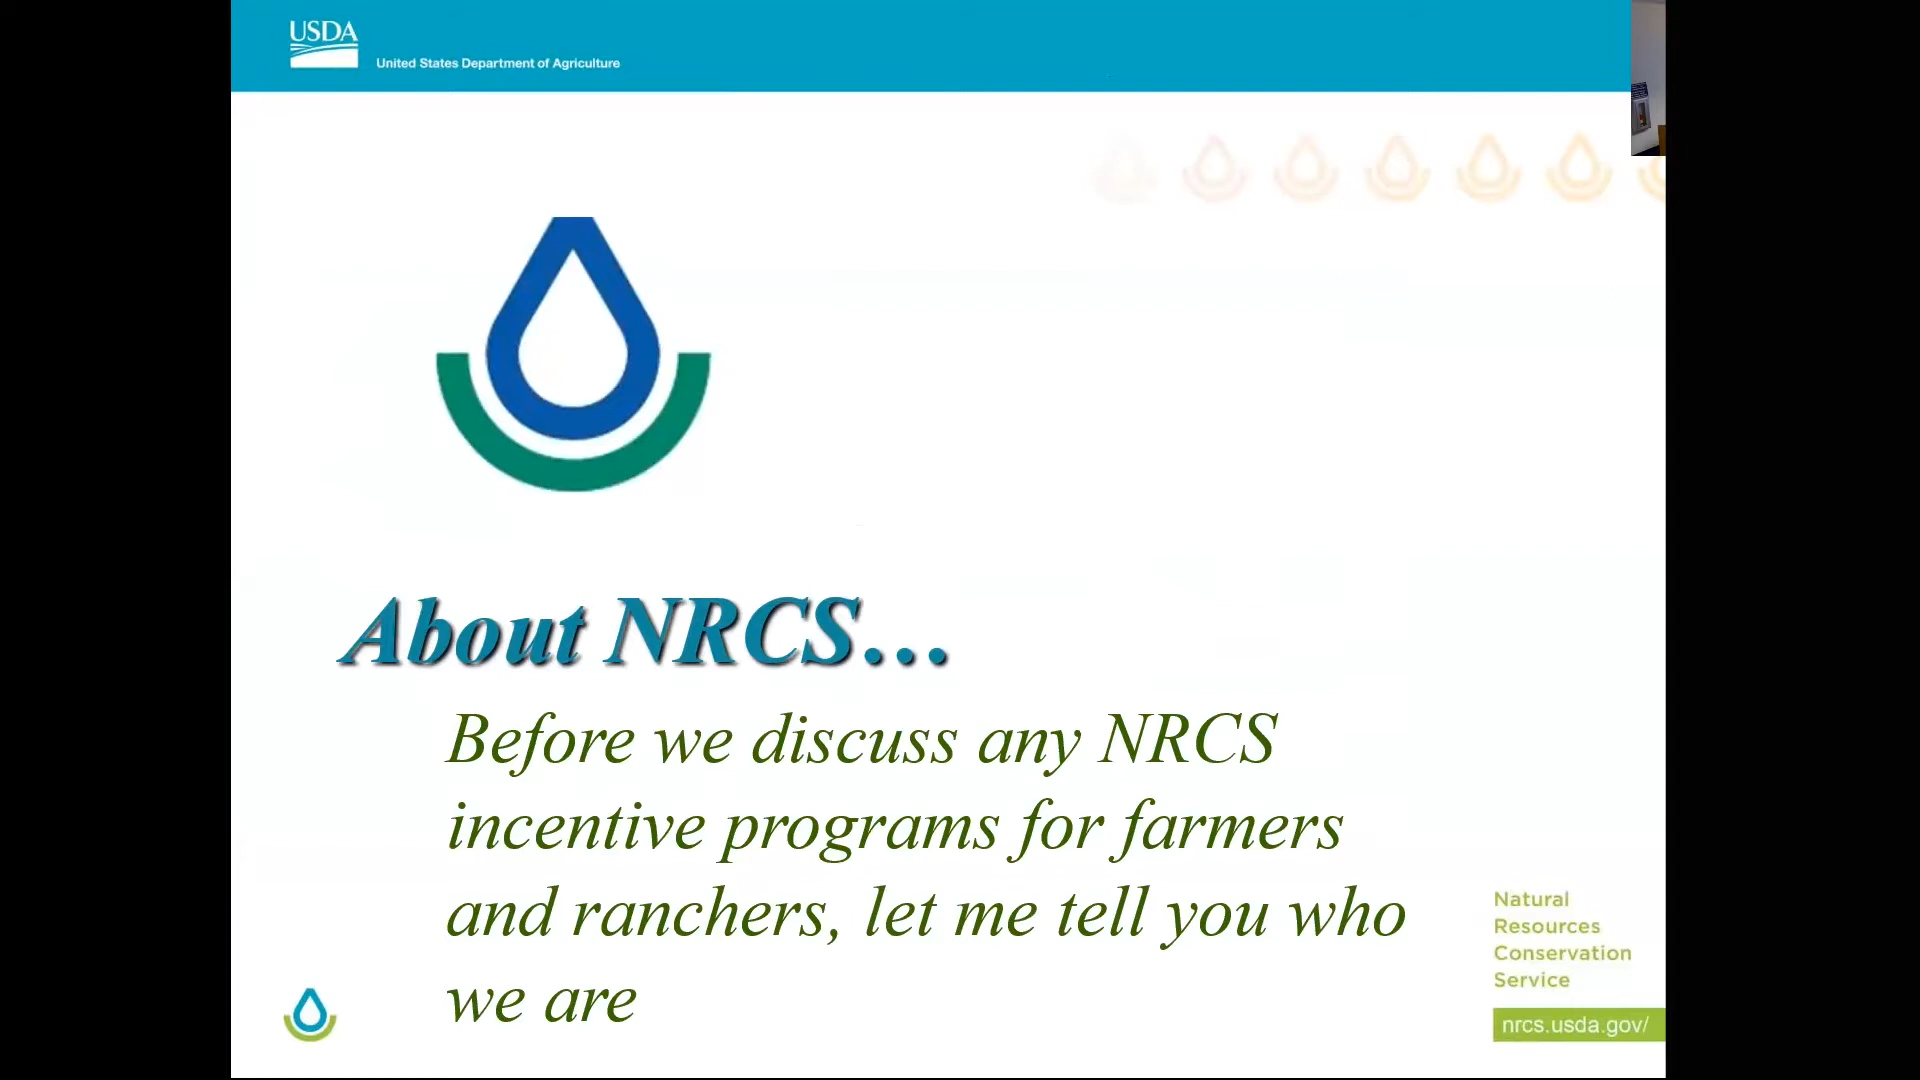 USDA
United States Department of Agriculture
About NRCS...
Before we discuss any NRCS
incentive programs for farmers
and ranchers, let me tell you who
we are
Natural
Resources
Conservation
Service
nrcs.usda.gov/